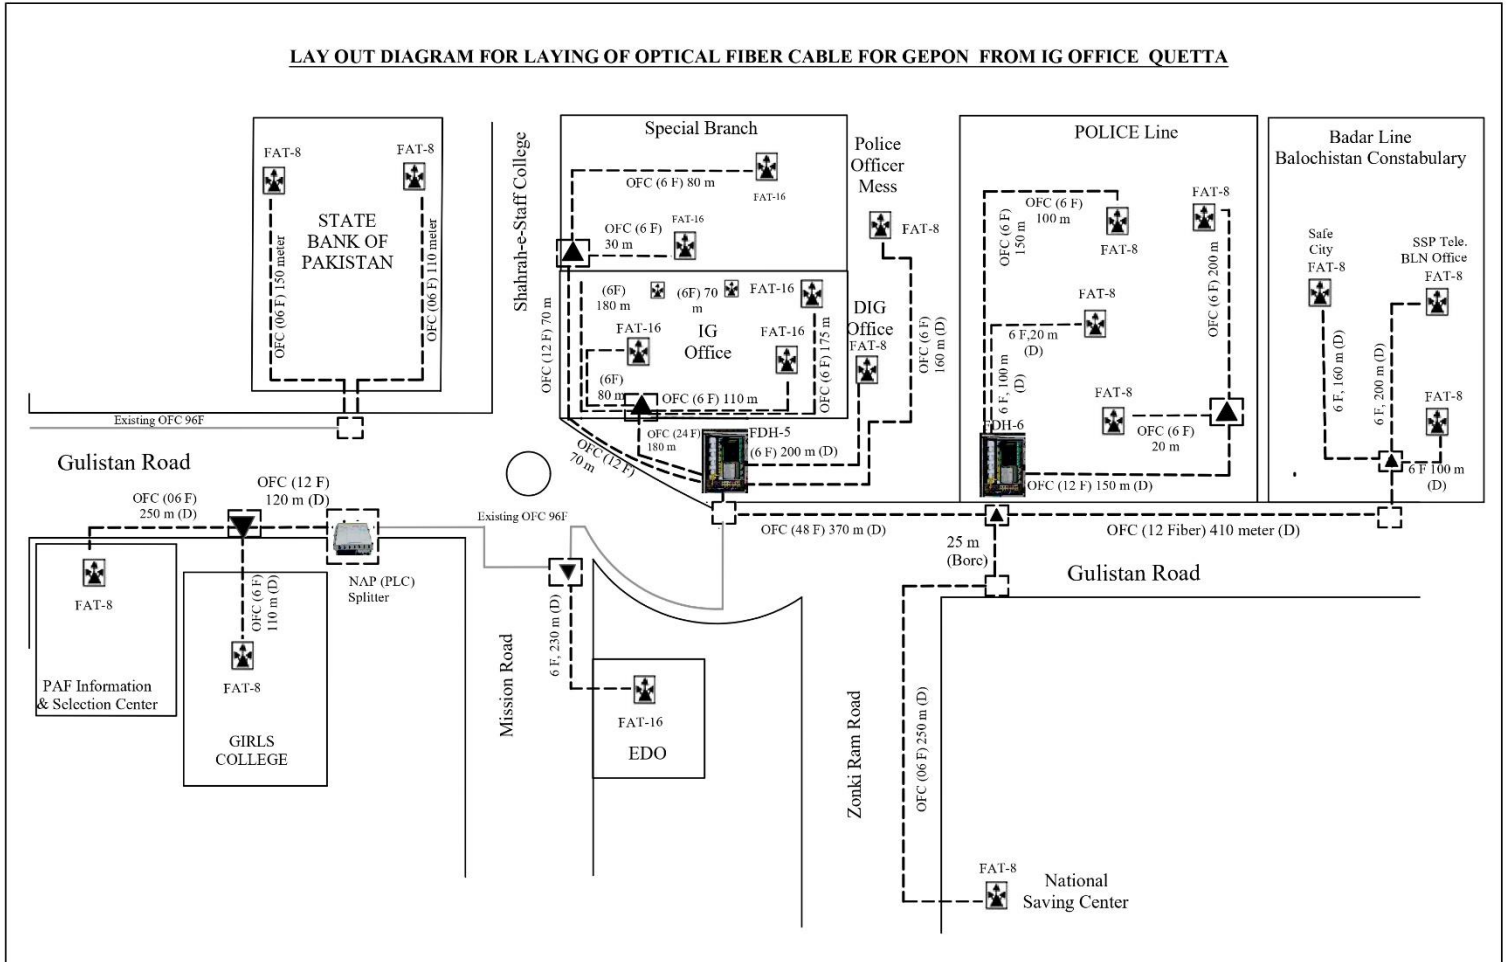 LAY OUT DIAGRAM FOR LAYING OF OPTICAL FIBER CABLE FOR GEPON FROM IG OFFICE QUETTA
FAT-8
FAT-8
STATE
BANK OF
PAKISTAN
OFC (06 F) 150 meter
OFC (06 F) 110 meter
Existing OFC 96F
Gulistan Road
Shahrah-e-Staff College
Special Branch
OFC (6 F) 80 m
FAT-16
OFC (6 F)
30 m
FAT-16
OFC (12 F) 70 m
(6F)
180 m
(6F) 70
m
FAT-16
FAT-16
IG
Office
FAT-16
(6F)
80 m
OFC (6 F) 110 m
OFC (6 F) 175 m
OFC (12 F)
70 m
OFC (24 F)
180 m
FDH-5
(6 F) 200 m (D)
Police
Officer
Mess
FAT-8
DIG
Office
FAT-8
OFC (6 F)
160 m (D)
POLICE Line
OFC (6 F)
150 m
OFC (6 F)
100 m
FAT-8
FAT-8
OFC (6 F) 200 m
FAT-8
6 F,20 m
(D)
6 F, 100 m
(D)
FAT-8
OFC (6 F)
20 m
FDH-6
OFC (12 F) 150 m (D)
Badar Line
Balochistan Constabulary
Safe
City
FAT-8
SSP Tele.
BLN Office
FAT-8
6 F, 160 m (D)
6 F, 200 m (D)
FAT-8
6 F 100 m
(D)
OFC (06 F)
250 m (D)
OFC (12 F)
120 m (D)
Existing OFC 96F
OFC (48 F) 370 m (D)
OFC (12 Fiber) 410 meter (D)
25 m
(Borc)
Gulistan Road
FAT-8
PAF Information
& Selection Center
OFC (6 F)
110 m (D)
FAT-8
GIRLS
COLLEGE
NAP (PLC)
Splitter
Mission Road
6 F, 230 m (D)
FAT-16
EDO
Zonki Ram Road
OFC (06 F) 250 m (D)
FAT-8
National
Saving Center